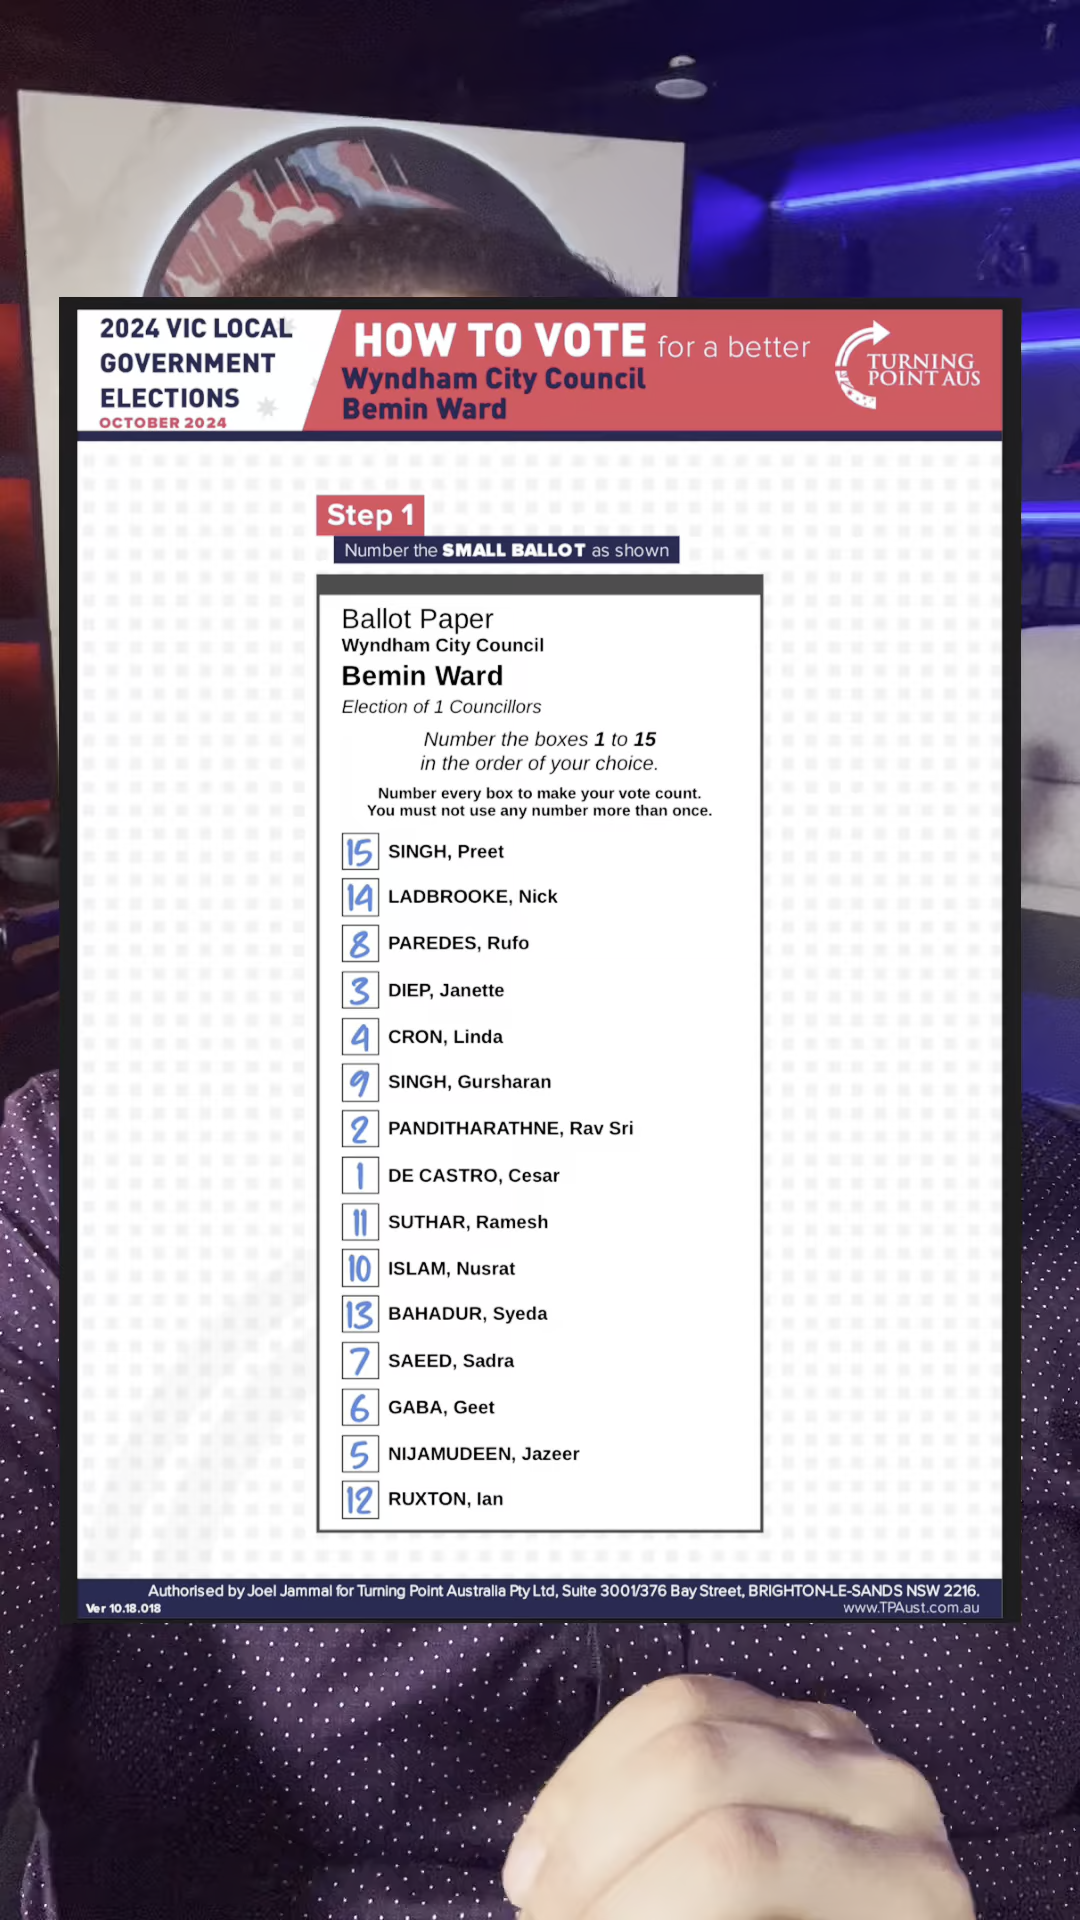 2024 VIC LOCAL
GOVERNMENT
ELECTIONS
OCTOBER 2024
HOW TO VOTE for a better
Wyndham City Council
Bemin Ward
TURNING
POINT AUS
Step 1
Number the SMALL BALLOT as shown
Ballot Paper
Wyndham City Council
Bemin Ward
Election of 1 Councillors
Number the boxes 1 to 15
in the order of your choice.
Number every box to make your vote count.
You must not use any number more than once.
15 SINGH, Preet
14 LADBROOKE, Nick
8 PAREDES, Rufo
3 DIEP, Janette
4 CRON, Linda
9 SINGH, Gursharan
2 PANDITHARATHNE, Rav Sri
1 DE CASTRO, Cesar
11 SUTHAR, Ramesh
10 ISLAM, Nusrat
13 BAHADUR, Syeda
7 SAEED, Sadra
6 GABA, Geet
5 NIJAMUDEEN, Jazeer
12 RUXTON, Ian
Authorised by Joel Jammal for Turning Point Australia Pty Ltd, Suite 3001/376 Bay Street, BRIGHTON-LE-SANDS NSW 2216.
Ver 10.18.018
www.TPAust.com.au